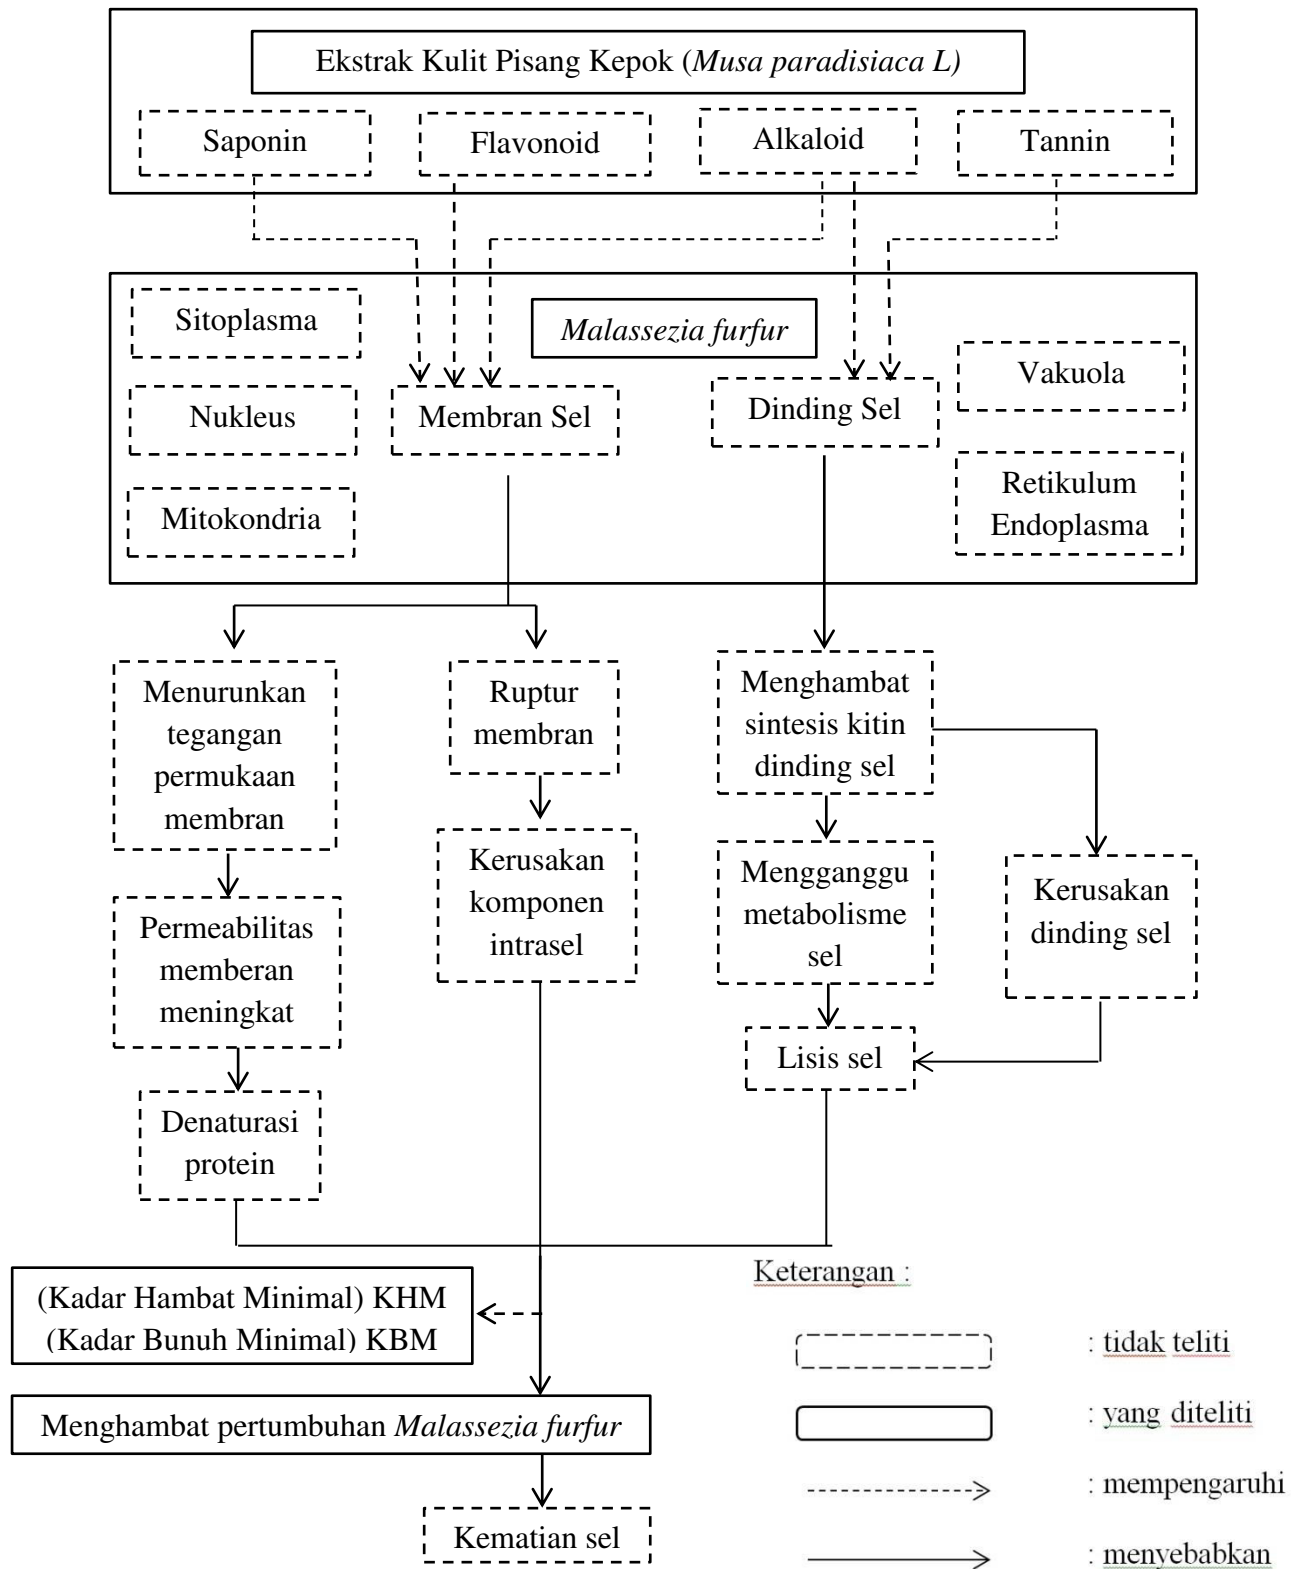 Ekstrak Kulit Pisang Kepok (Musa paradisiaca L)
Saponin
Flavonoid
Alkaloid
Tannin
Sitoplasma
Malassezia furfur
Vakuola
Nukleus
Membran Sel
Dinding Sel
Mitokondria
Retikulum
Endoplasma
Menurunkan
tegangan
permukaan
membran
Ruptur
membran
Menghambat
sintesis kitin
dinding sel
Permeabilitas
memberan
meningkat
Kerusakan
komponen
intrasel
Mengganggu
metabolisme
sel
Kerusakan
dinding sel
Lisis sel
Denaturasi
protein
(Kadar Hambat Minimal) KHM
(Kadar Bunuh Minimal) KBM
Menghambat pertumbuhan Malassezia furfur
Kematian sel
Keterangan :
: tidak teliti
: yang diteliti
: mempengaruhi
: menyebabkan